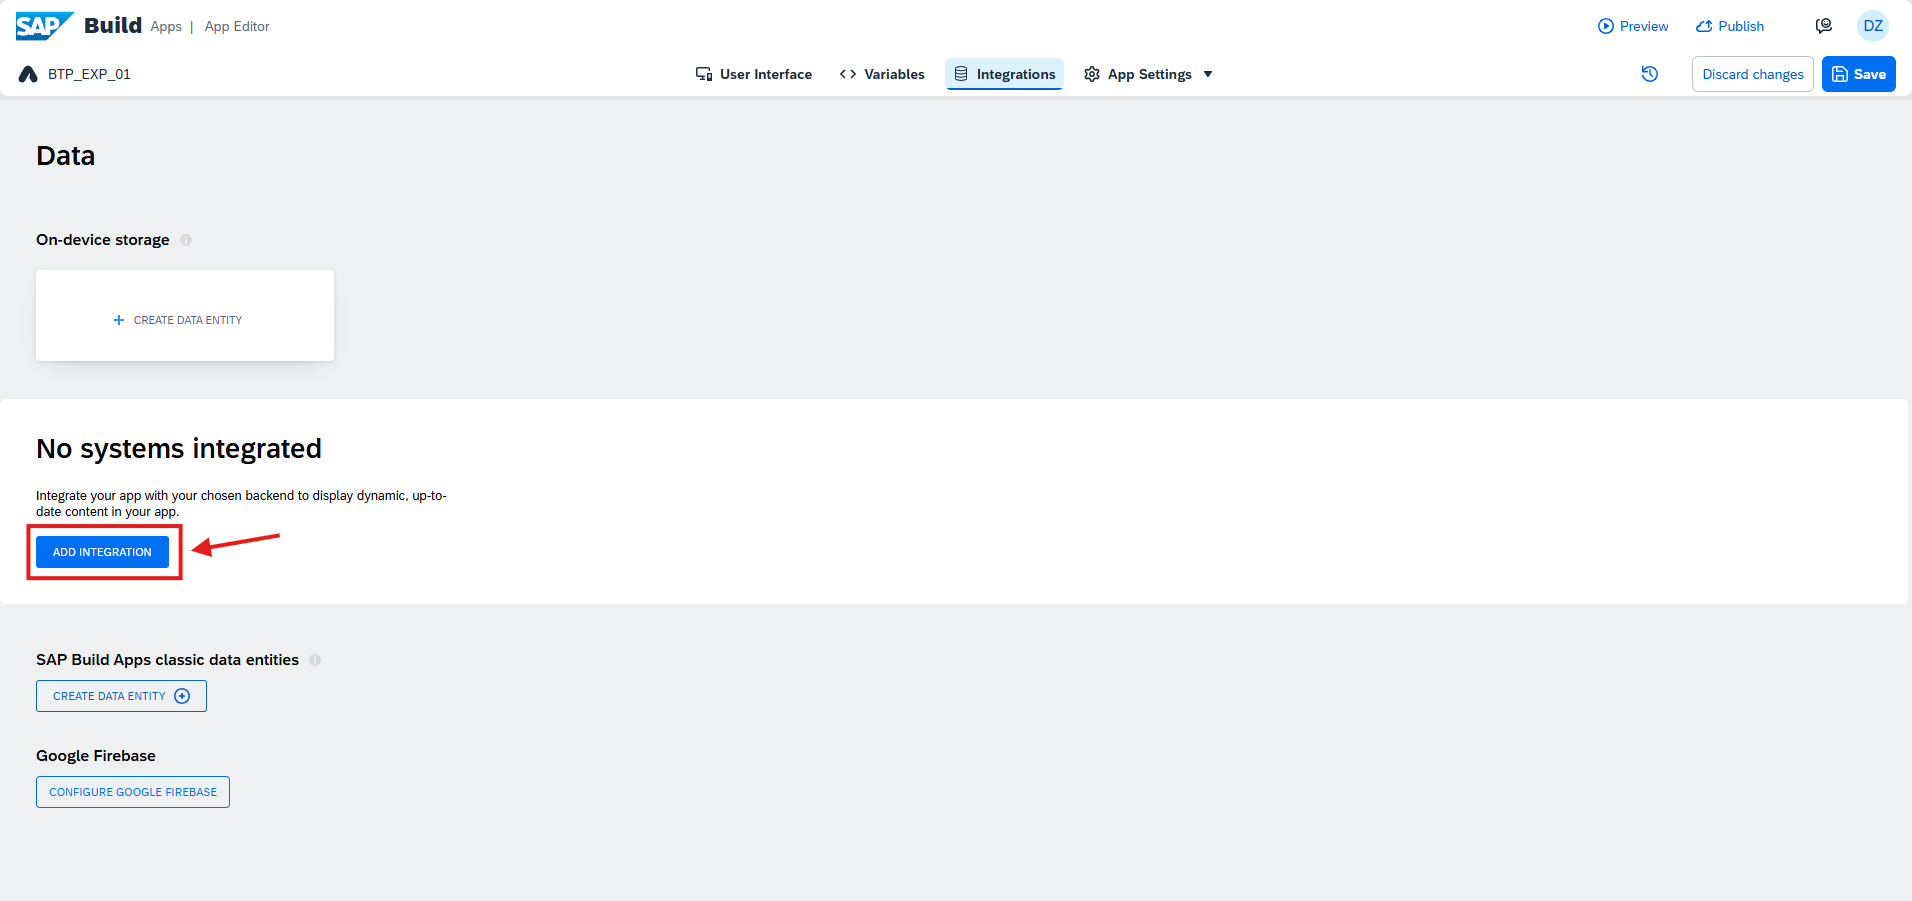 SAP Build Apps | App Editor
Preview
Publish
DZ
BTP_EXP_01
User Interface
Variables
Integrations
App Settings
Discard changes
Save
Data
On-device storage
CREATE DATA ENTITY
No systems integrated
Integrate your app with your chosen backend to display dynamic, up-to-
date content in your app.
ADD INTEGRATION
SAP Build Apps classic data entities
CREATE DATA ENTITY
Google Firebase
CONFIGURE GOOGLE FIREBASE